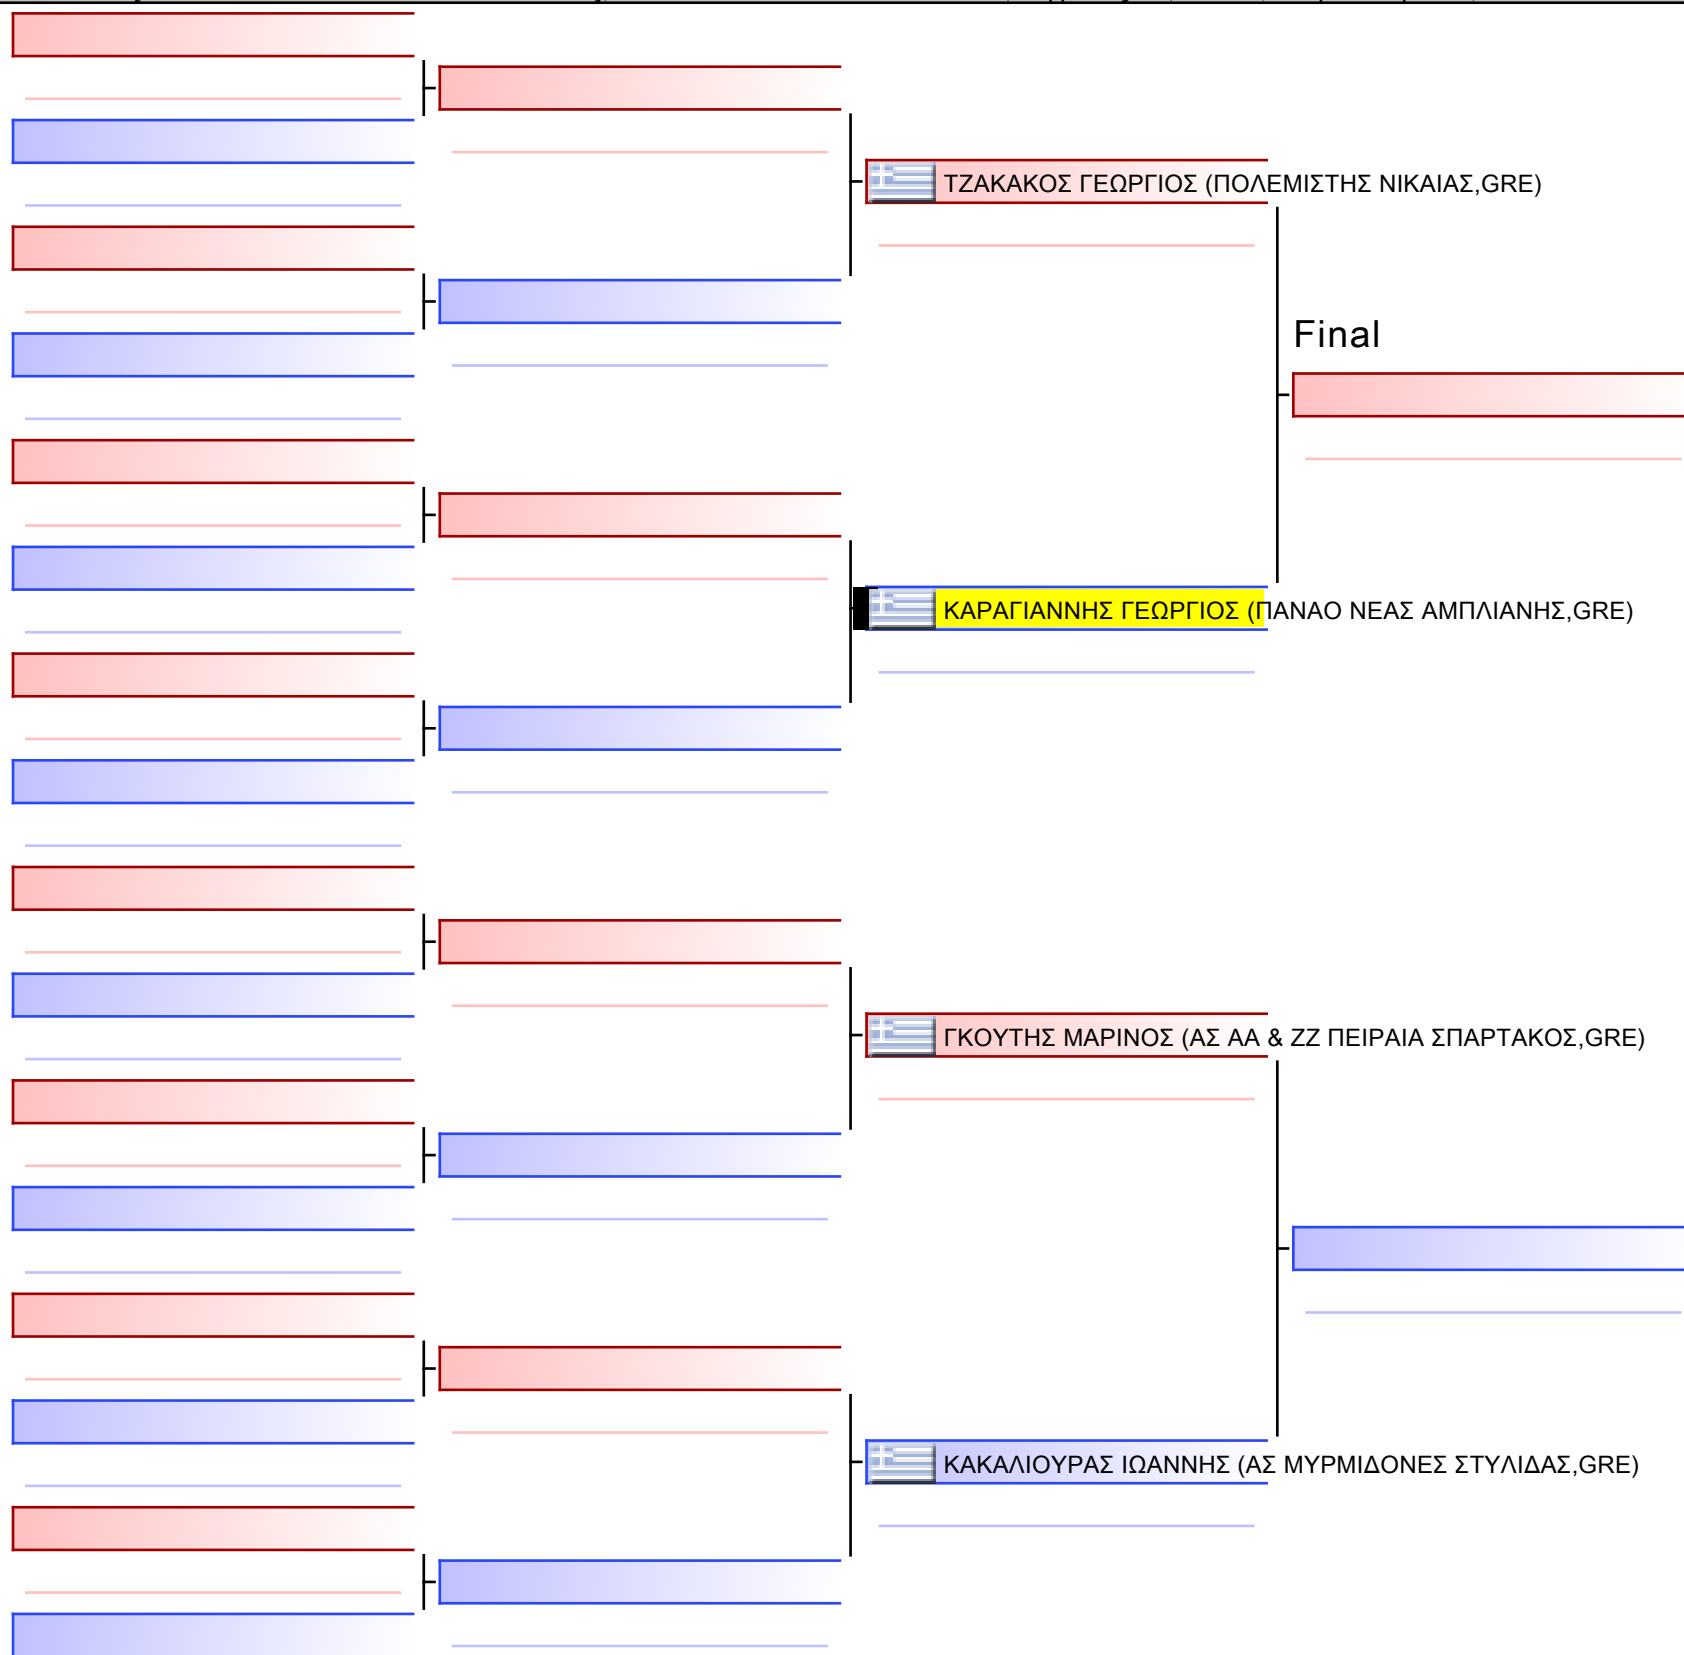 ΤΖΑΚΑΚΟΣ ΓΕΩΡΓΙΟΣ (ΠΟΛΕΜΙΣΤΗΣ ΝΙΚΑΙΑΣ,GRE)
Final
ΚΑΡΑΓΙΑΝΝΗΣ ΓΕΩΡΓΙΟΣ (ΠΑΝΑΟ ΝΕΑΣ ΑΜΠΛΙΑΝΗΣ,GRE)
ΓΚΟΥΤΗΣ ΜΑΡΙΝΟΣ (ΑΣ ΑΑ & ΖΖ ΠΕΙΡΑΙΑ ΣΠΑΡΤΑΚΟΣ,GRE)
ΚΑΚΑΛΙΟΥΡΑΣ ΙΩΑΝΝΗΣ (ΑΣ ΜΥΡΜΙΔΟΝΕΣ ΣΤΥΛΙΔΑΣ,GRE)